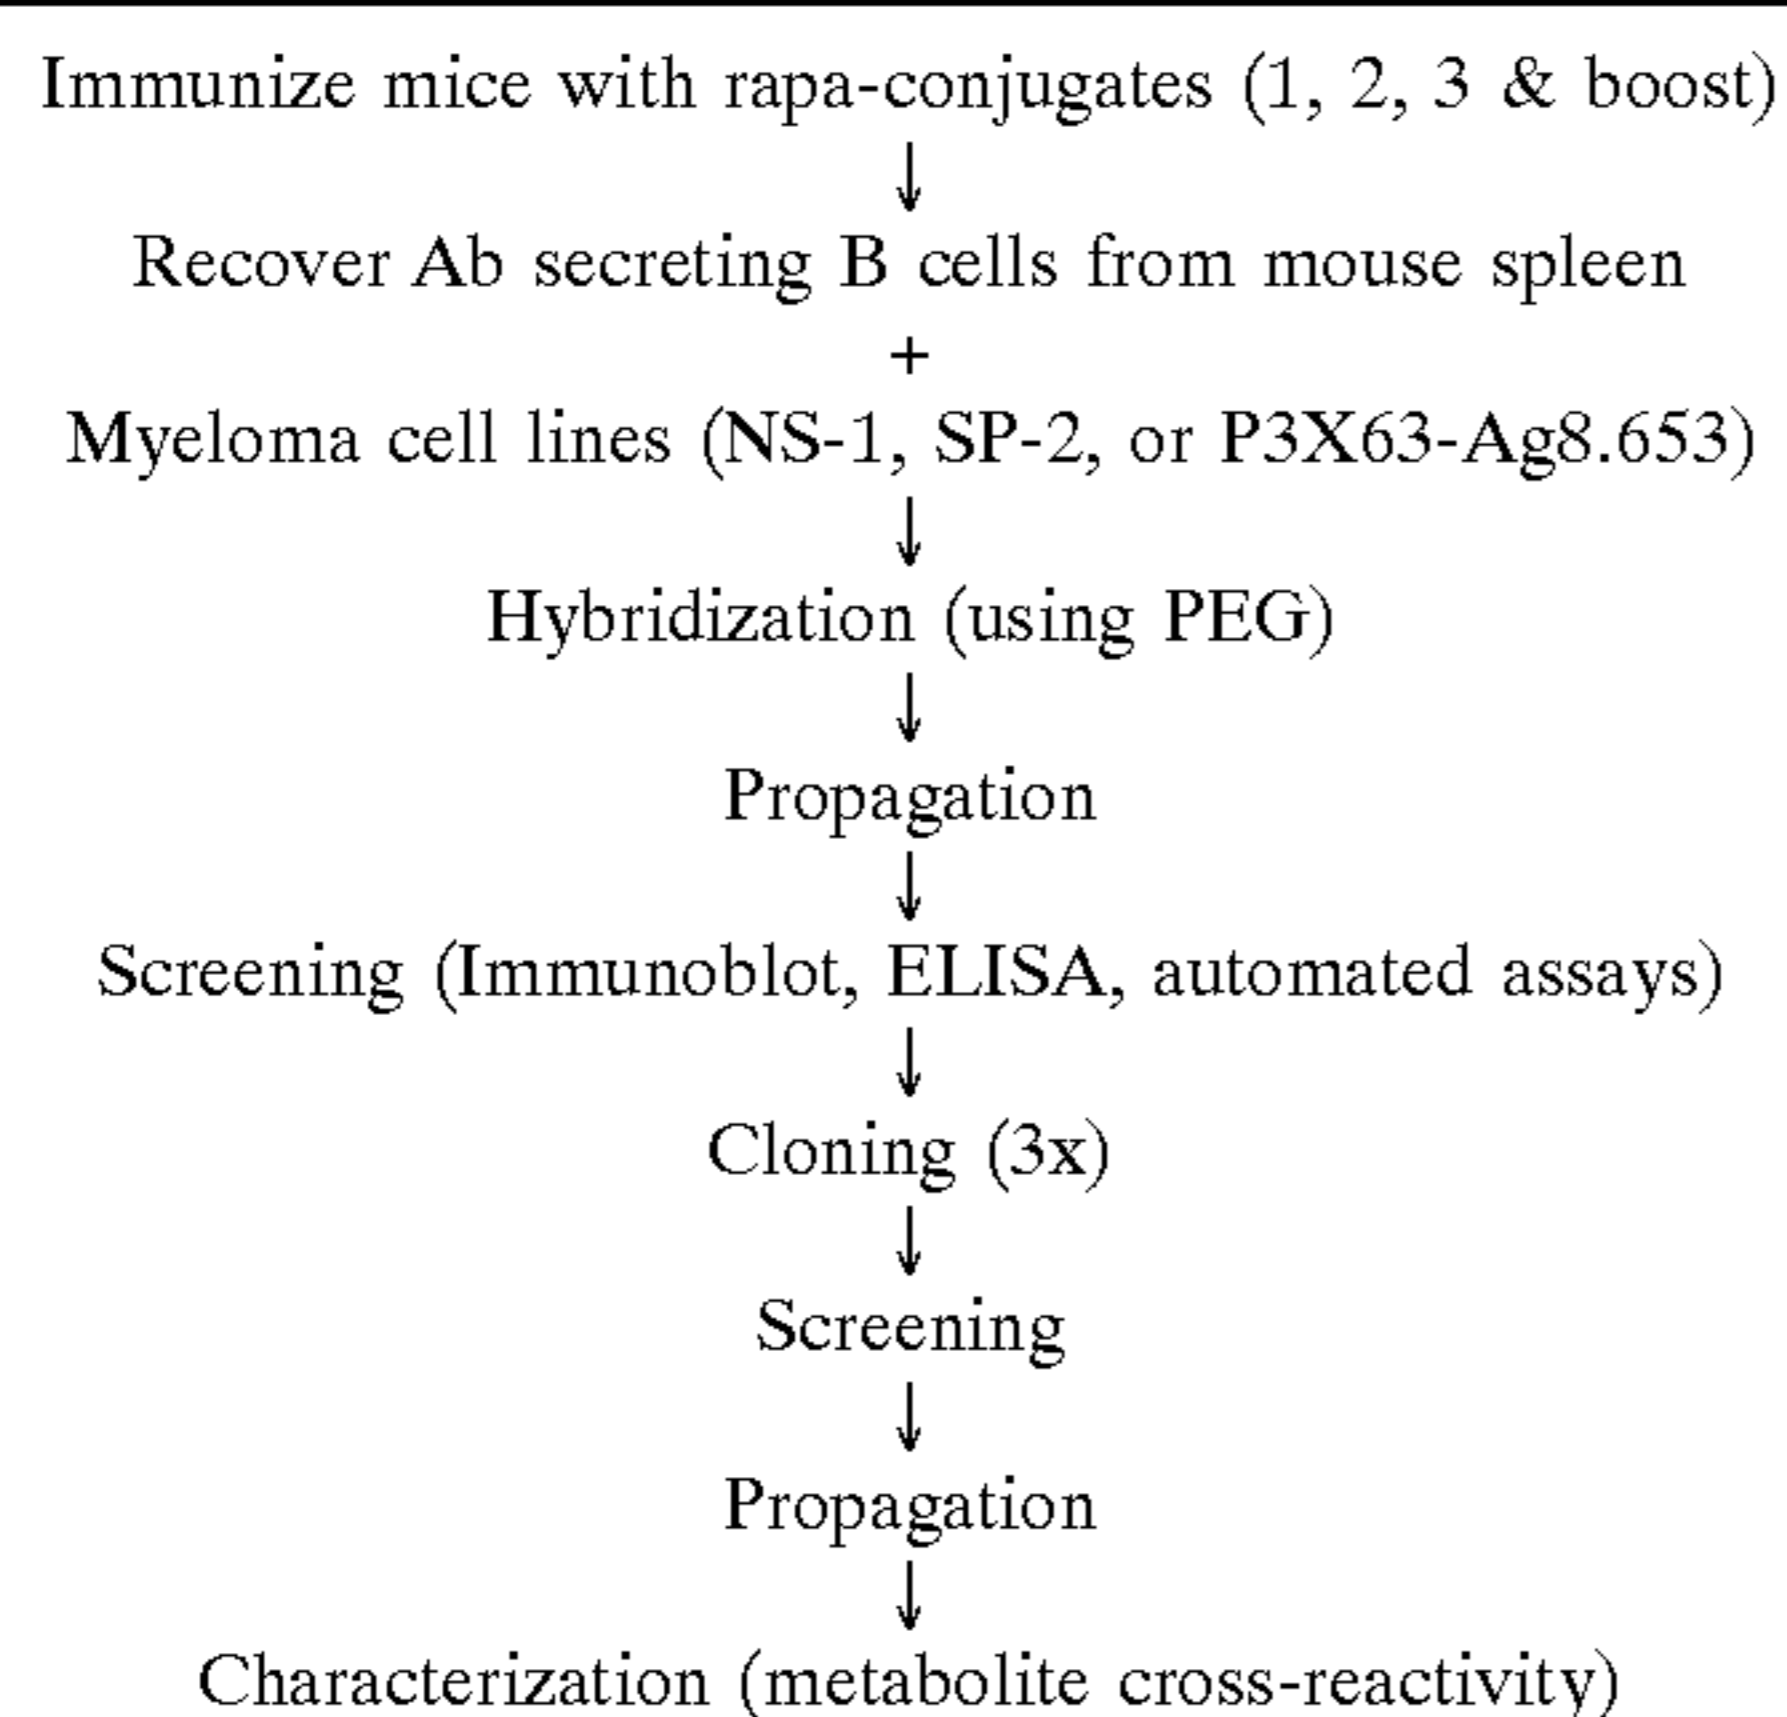 Immunize mice with rapa-conjugates (1, 2, 3 & boost)
↓
Recover Ab secreting B cells from mouse spleen
+
Myeloma cell lines (NS-1, SP-2, or P3X63-Ag8.653)
↓
Hybridization (using PEG)
↓
Propagation
↓
Screening (Immunoblot, ELISA, automated assays)
↓
Cloning (3x)
↓
Screening
↓
Propagation
↓
Characterization (metabolite cross-reactivity)